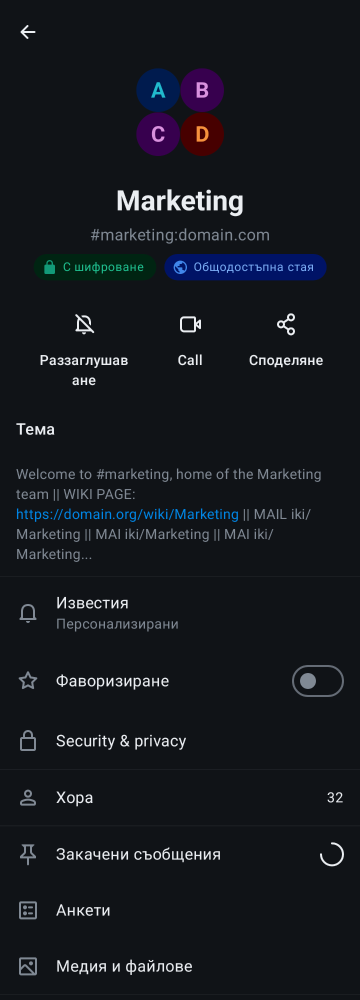 A B
C D
Marketing
#marketing:domain.com
С шифроване Общодостъпна стая
Раззаглушав
ане
Call
Споделяне
Тема
Welcome to #marketing, home of the Marketing
team || WIKI PAGE:
https://domain.org/wiki/Marketing || MAIL iki/
Marketing || MAI iki/Marketing || MAI iki/
Marketing...
Известия
Персонализирани
Фаворизиране
Security & privacy
Хора 32
Закачени съобщения
Анкети
Медия и файлове